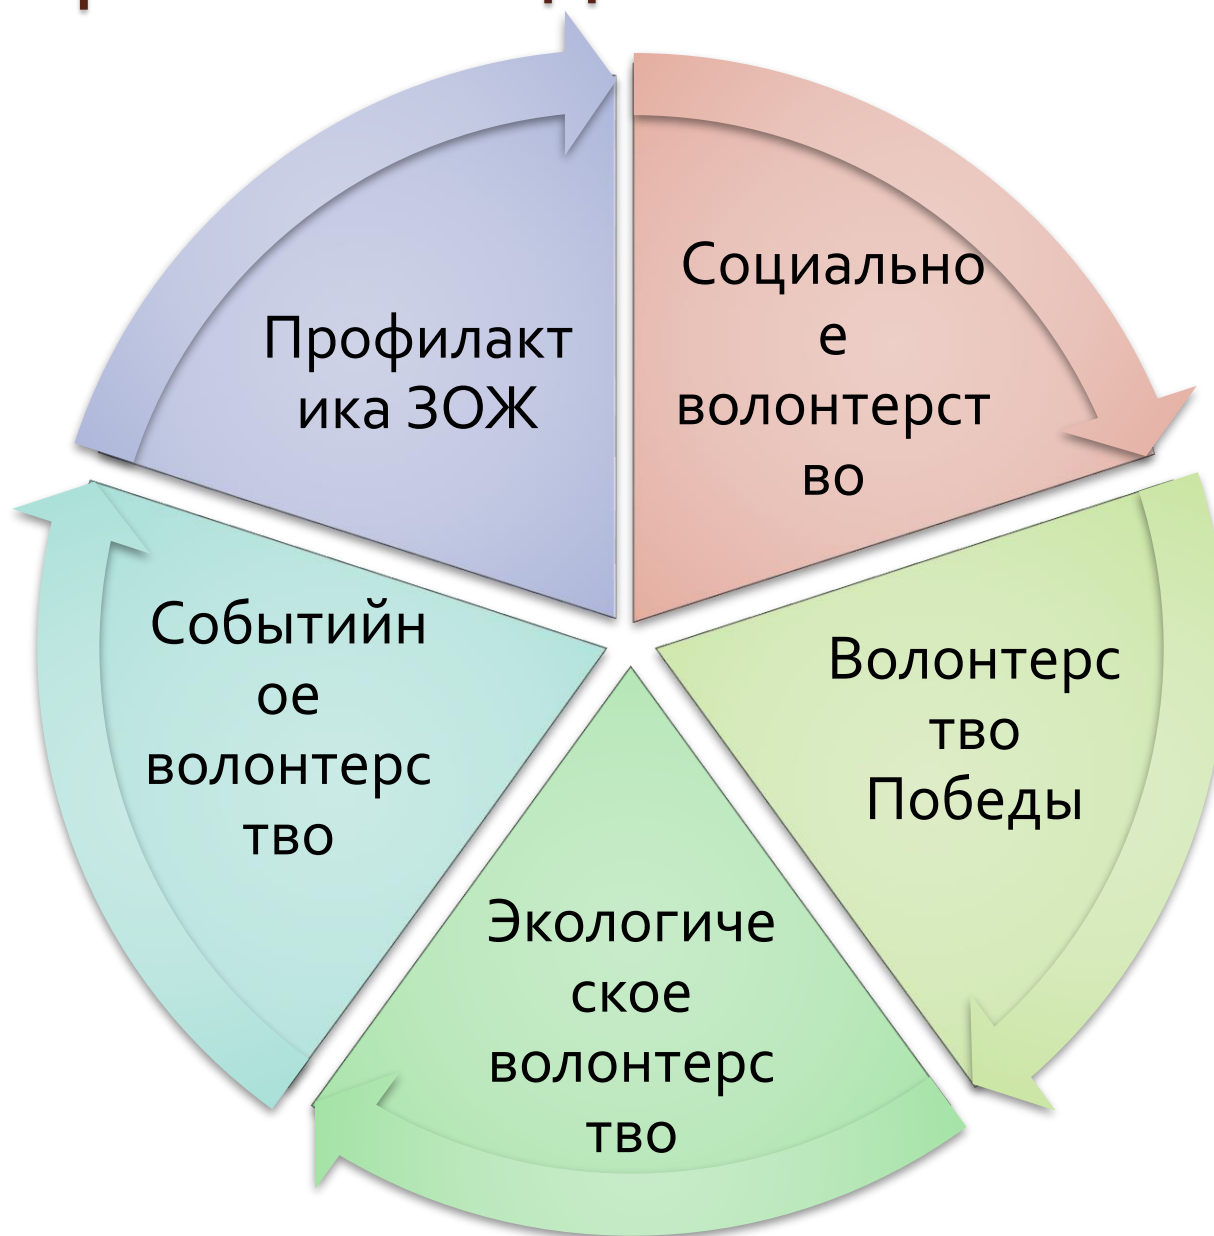 Социально
е
волонтерст
во
Волонтерс
тво
Победы
Экологиче
ское
волонтерс
тво
Событийн
ое
волонтерс
тво
Профилакт
ика ЗОЖ